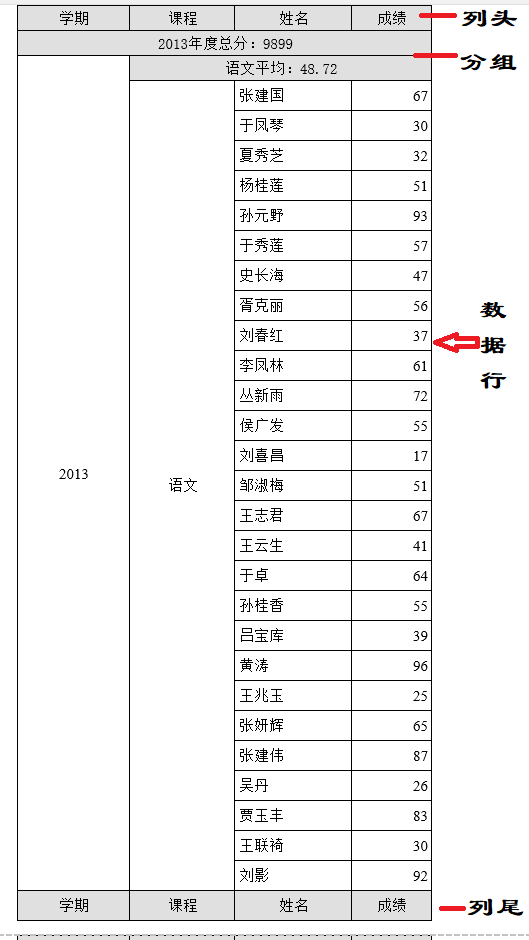 学期 课程 姓名 成绩 列头
2013年度总分：9899
语文平均：48.72 分组
张建国 67
于凤琴 30
夏秀芝 32
杨桂莲 51
孙元野 93
于秀莲 57
史长海 47
胥克丽 56
刘春红 37
李凤林 61
丛新雨 72
侯广发 55
刘喜昌 17
2013
语文
邹淑梅 51
王志君 67
王云生 41
于卓 64
孙桂香 55
吕宝库 39
黄涛 96
王兆玉 25
张妍辉 65
张建伟 87
吴丹 26
贾玉丰 83
王联裿 30
刘影 92
数
据
行
学期 课程 姓名 成绩 列尾